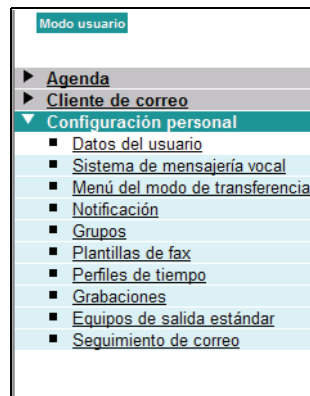 Modo usuario
Agenda
Cliente de correo
Configuración personal
Datos del usuario
Sistema de mensajería vocal
Menú del modo de transferencia
Notificación
Grupos
Plantillas de fax
Perfiles de tiempo
Grabaciones
Equipos de salida estándar
Seguimiento de correo